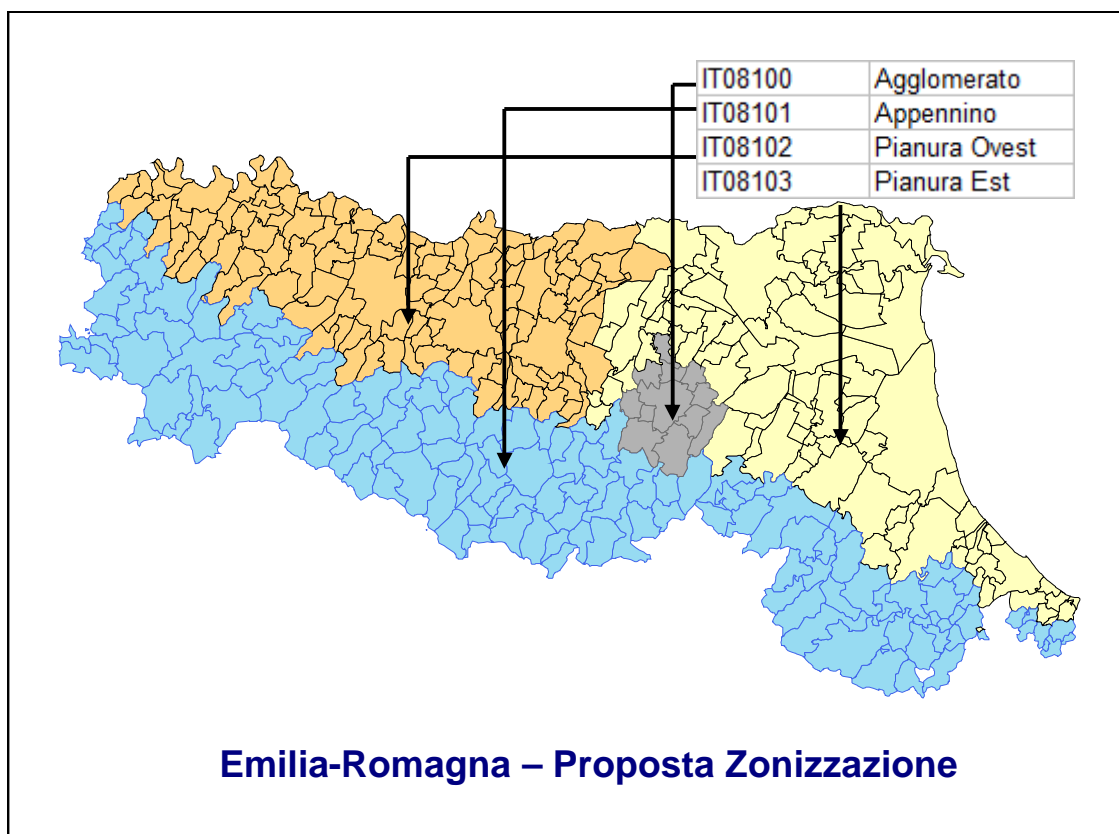 IT08100 Agglomerato
IT08101 Appennino
IT08102 Pianura Ovest
IT08103 Pianura Est
Emilia-Romagna – Proposta Zonizzazione